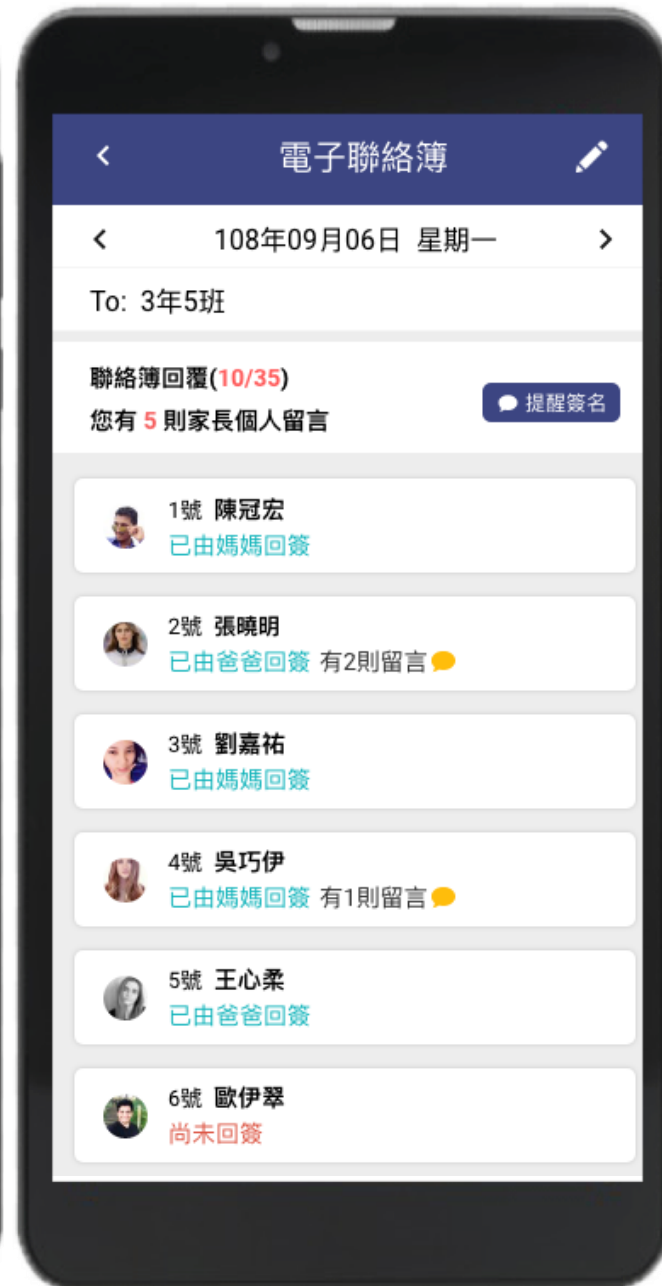 電子聯絡簿
108年09月06日 星期一
To: 3年5班
聯絡簿回覆(10/35)
您有 5 則家長個人留言
提醒簽名
1號 陳冠宏
已由媽媽回簽
2號 張曉明
已由爸爸回簽 有2則留言
3號 劉嘉祐
已由媽媽回簽
4號 吳巧伊
已由媽媽回簽 有1則留言
5號 王心柔
已由爸爸回簽
6號 歐伊翠
尚未回簽